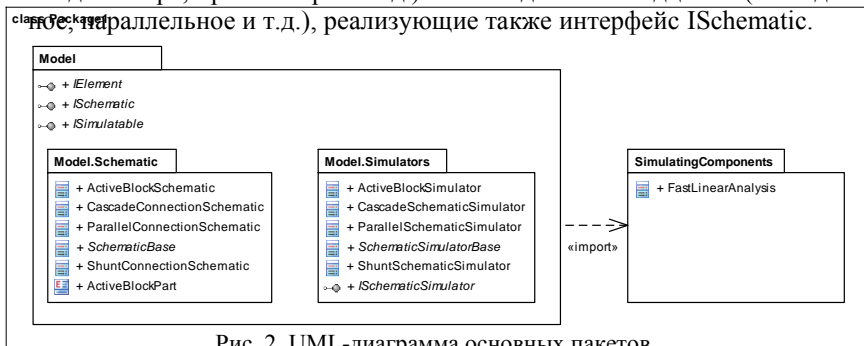 ное, параллельное и т.д.), реализующие также интерфейс ISchematic.
class Package1
Model
+ IElement
+ ISchematic
+ ISimulatable
Model.Schematic
+ ActiveBlockSchematic
+ CascadeConnectionSchematic
+ ParallelConnectionSchematic
+ SchematicBase
+ ShuntConnectionSchematic
+ ActiveBlockPart
Model.Simulators
+ ActiveBlockSimulator
+ CascadeSchematicSimulator
+ ParallelSchematicSimulator
+ SchematicSimulatorBase
+ ShuntSchematicSimulator
+ ISchematicSimulator
«import»
SimulatingComponents
+ FastLinearAnalysis
Рис. 2. UML-диаграмма основных пакетов